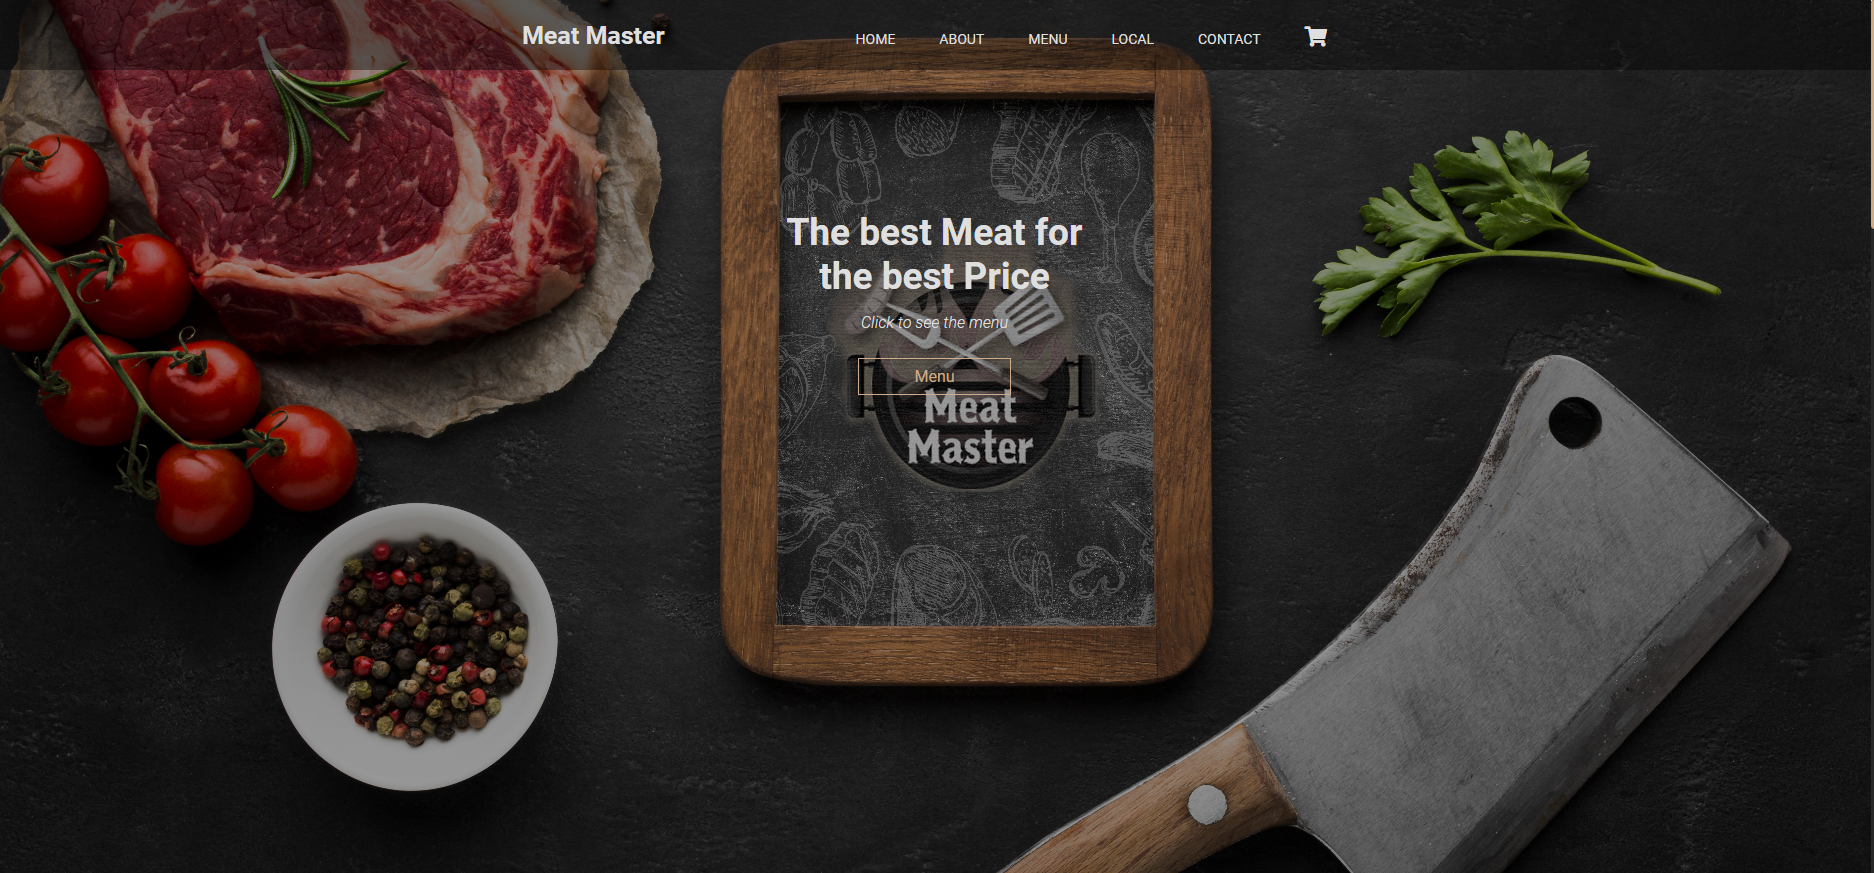 Meat Master
HOME ABOUT MENU LOCAL CONTACT
The best Meat for
the best Price
Click to see the menu
Menu
Meat
Master